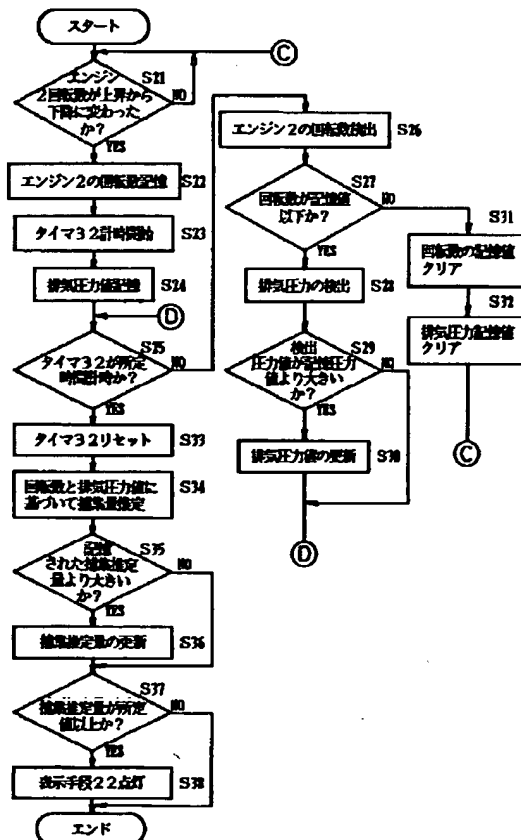 スタート
C
エンジン
2回転数が上昇から
下降に変わった
か?
S21
NO
YES
エンジン2の回転数記憶
S22
タイマ32計時開始
S23
排気圧力値記憶
S24
D
タイマ32が所定
時間計時か?
S25
NO
YES
エンジン2の回転数検出
S26
回転数が記憶値
以下か?
S27
NO
YES
排気圧力の検出
S28
検出
圧力値が記憶圧力
値より大きい
か?
S29
NO
YES
排気圧力値の更新
S30
D
S31
回転数の記憶値
クリア
S32
排気圧力記憶値
クリア
C
タイマ32リセット
S33
回転数と排気圧力値に
基づいて捕集量推定
S34
記憶
された捕集推定
量より大きい
か?
S35
NO
YES
捕集推定量の更新
S36
捕集推定量が所定
値以上か?
S37
NO
YES
表示手段22点灯
S38
エンド